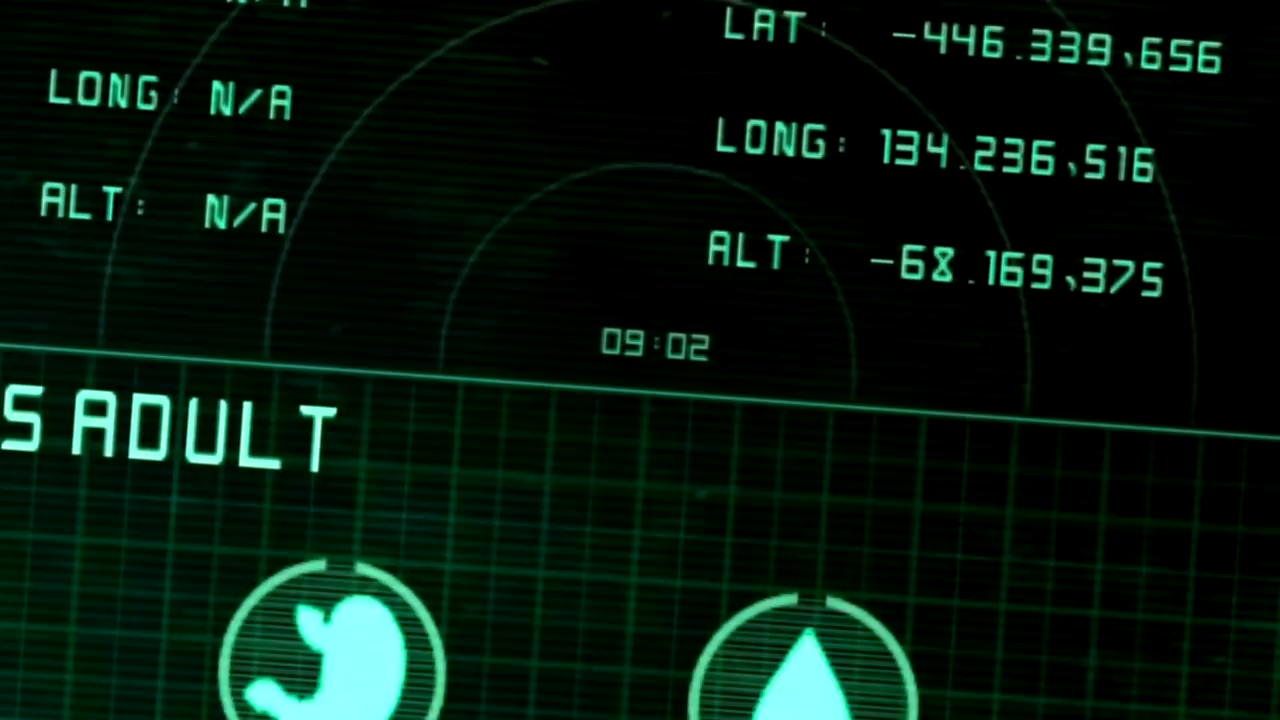 N/A
LAT: -446.339,656
LONG: N/A
LONG: 134.236,516
ALT: N/A
ALT: -68.169,375
09:02
S ADULT